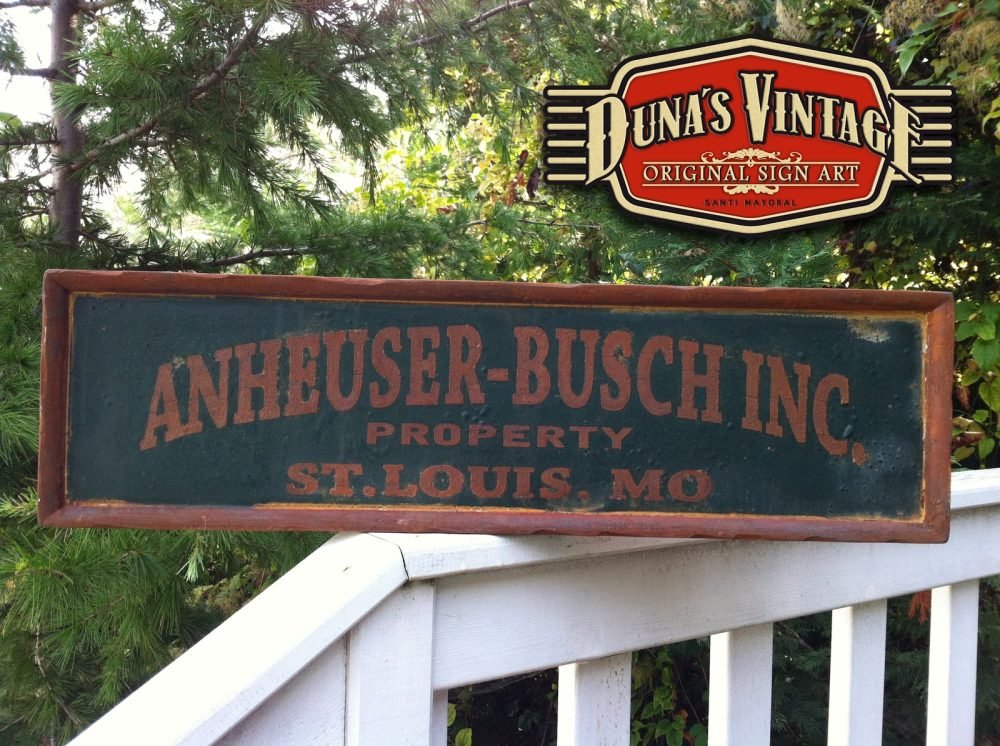 DUNA'S VINTAGE
ORIGINAL SIGN ART
SANTI MAYORAL
ANHEUSER-BUSCH INC.
PROPERTY
ST. LOUIS. MO